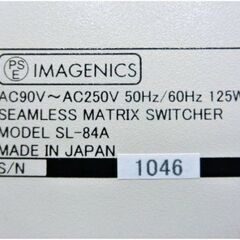 PS E IMAGENICS
AC90V～AC250V 50Hz/60Hz 125W
SEAMLESS MATRIX SWITCHER
MODEL SL-84A
MADE IN JAPAN
S/N 1046